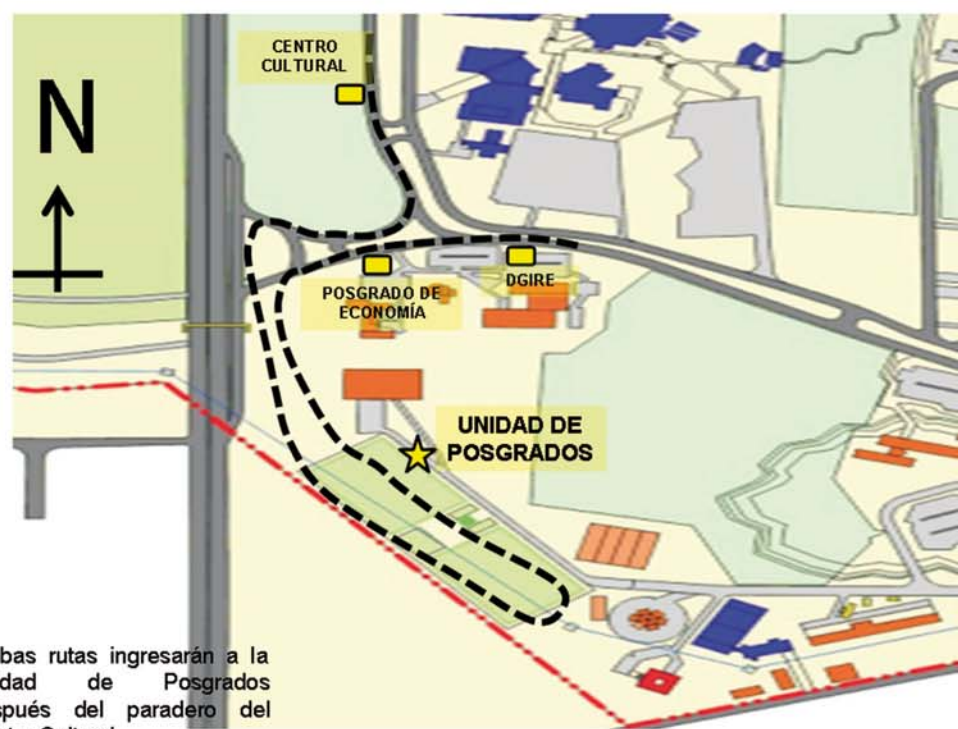 CENTRO
CULTURAL
N
POSGRADO DE
ECONOMÍA
DGIRE
UNIDAD DE
POSGRADOS
bas rutas ingresarán a la
dad de Posgrados
spués del paradero del